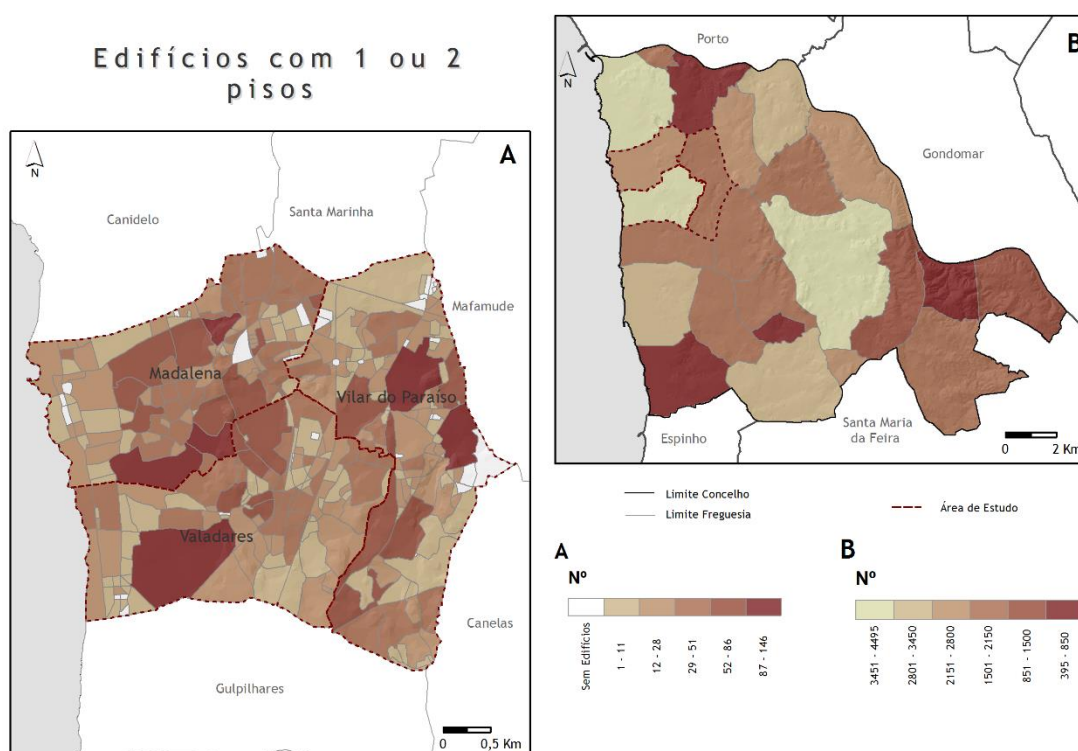 Edifícios com 1 ou 2
pisos
A
N
Canidelo
Santa Marinha
Mafamude
Madalena
Vilar do Paraíso
Valadares
Canelas
Gulpilhares
0
0,5 Km
B
N
Porto
Gondomar
Espinho
Santa Maria
da Feira
0
2 Km
Limite Concelho
Limite Freguesia
Área de Estudo
A
Nº
Sem Edifícios
1 - 11
12 - 28
29 - 51
52 - 86
87 - 146
B
Nº
3451 - 4495
2801 - 3450
2151 - 2800
1501 - 2150
851 - 1500
395 - 850